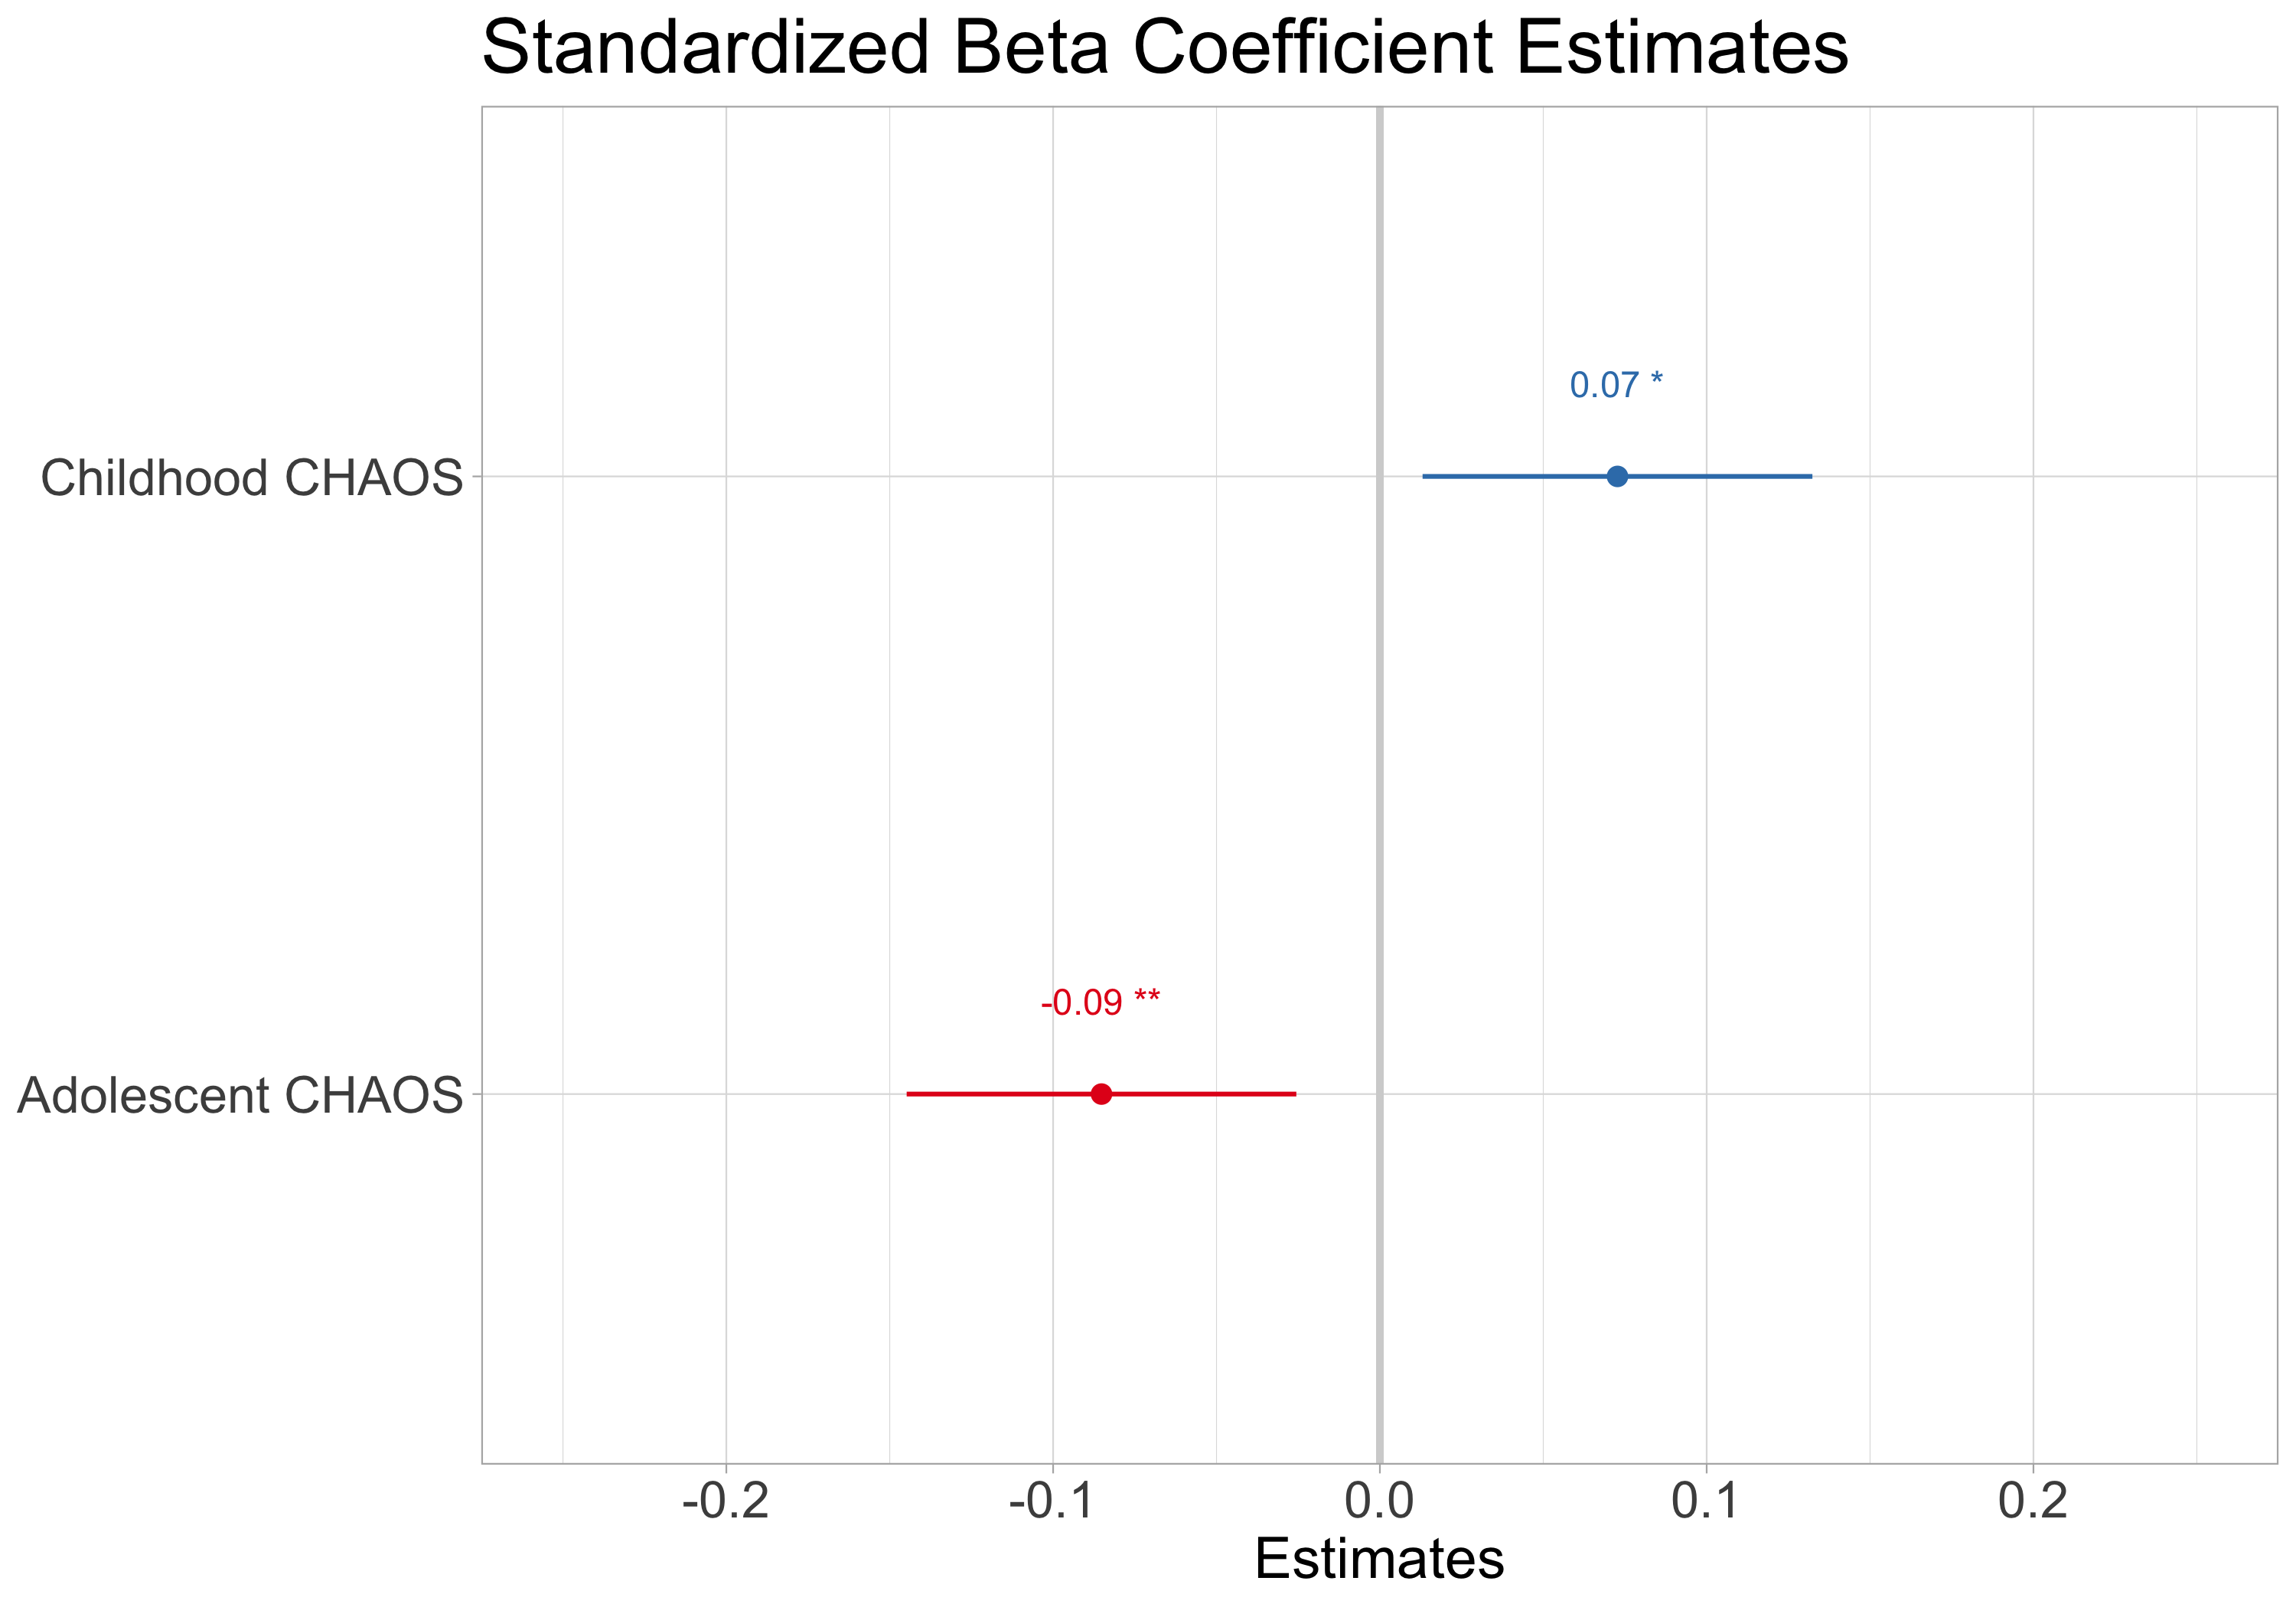 Standardized Beta Coefficient Estimates
0.07 *
Childhood CHAOS
-0.09 **
Adolescent CHAOS
-0.2 -0.1 0.0 0.1 0.2
Estimates